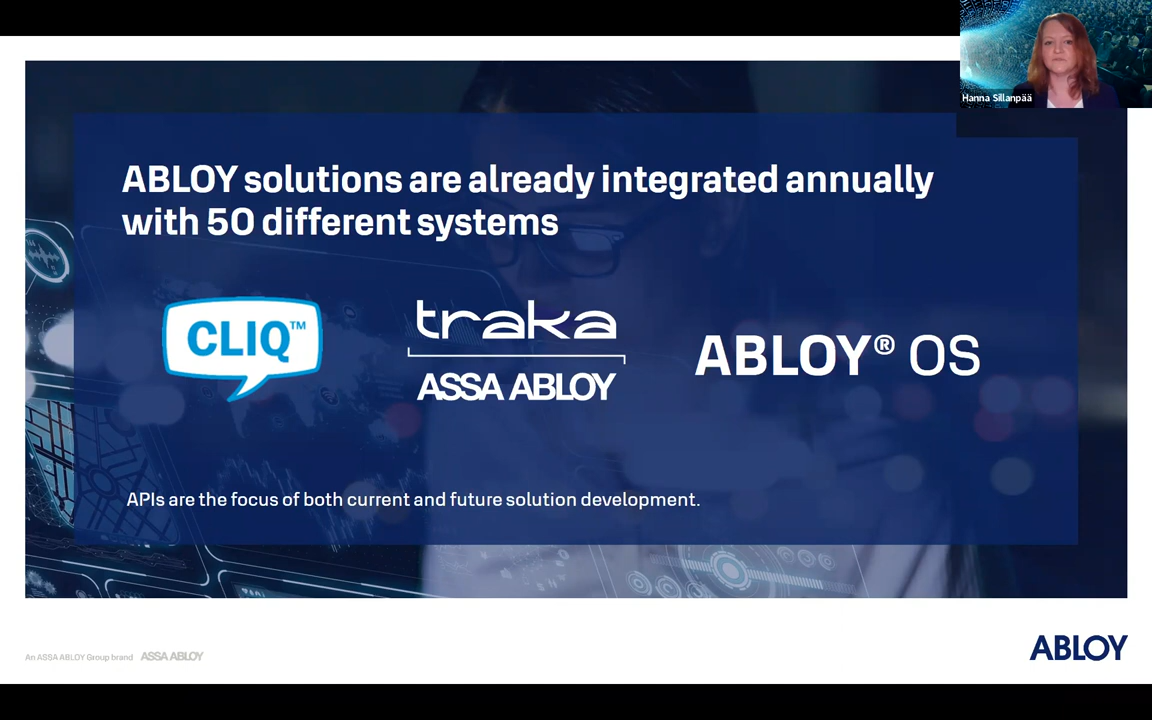 Hanna Sillanpää
ABLOY solutions are already integrated annually
with 50 different systems
CLIQ™
traka
ASSA ABLOY
ABLOY® OS
APIs are the focus of both current and future solution development.
An ASSA ABLOY Group brand ASSA ABLOY
ABLOY